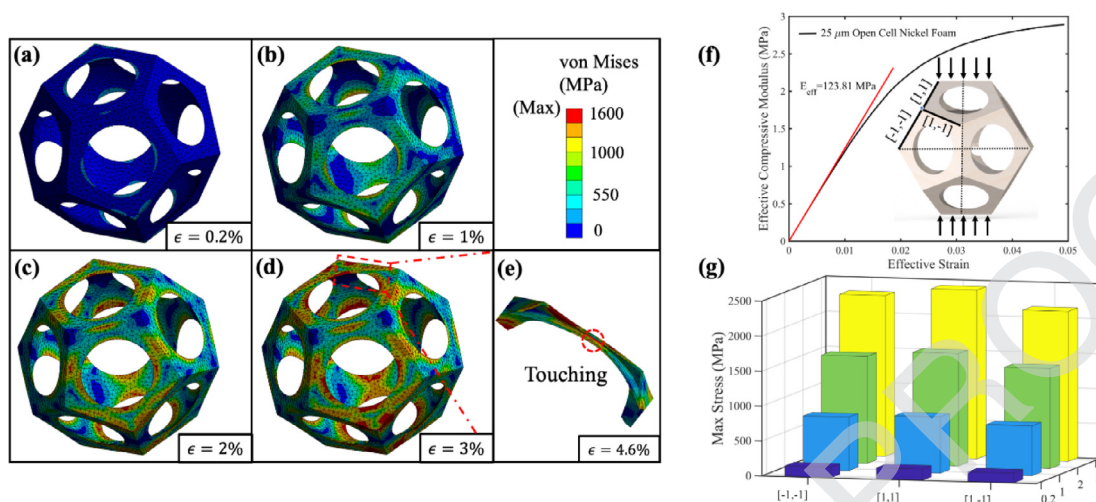 (a)
(b)
von Mises
(MPa)
(Max)
1600
1000
550
0
ϵ = 0.2%
ϵ = 1%
(c)
(d)
(e)
Touching
ϵ = 2%
ϵ = 3%
ϵ = 4.6%
(f)
Effective Compressive Modulus (MPa)
3
2.5
2
1.5
1
0.5
0
25 μm Open Cell Nickel Foam
E_eff=123.81 MPa
[1,1]
[-1,-1]
[1,-1]
0
0.01
0.02
0.03
0.04
0.05
Effective Strain
(g)
Max Stress (MPa)
2500
2000
1500
1000
500
0
[-1,-1]
[1,1]
0.2
1
2